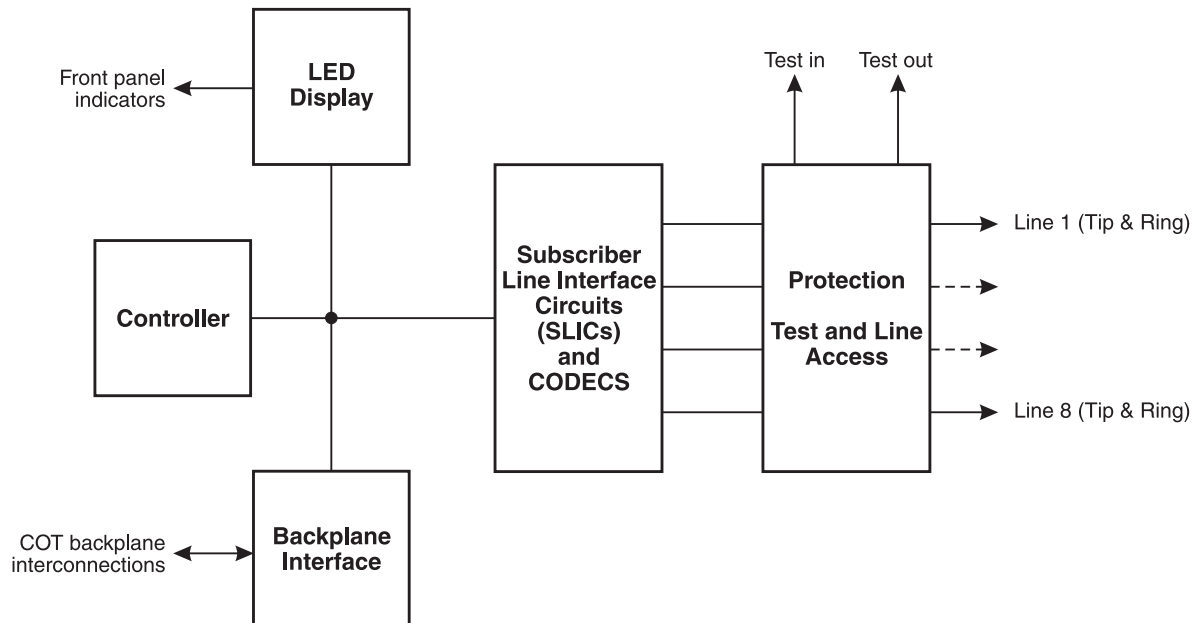 Front panel
indicators
LED
Display
Test in
Test out
Controller
Subscriber
Line Interface
Circuits
(SLICs)
and
CODECS
Protection
Test and Line
Access
Line 1 (Tip & Ring)
Line 8 (Tip & Ring)
COT backplane
interconnections
Backplane
Interface